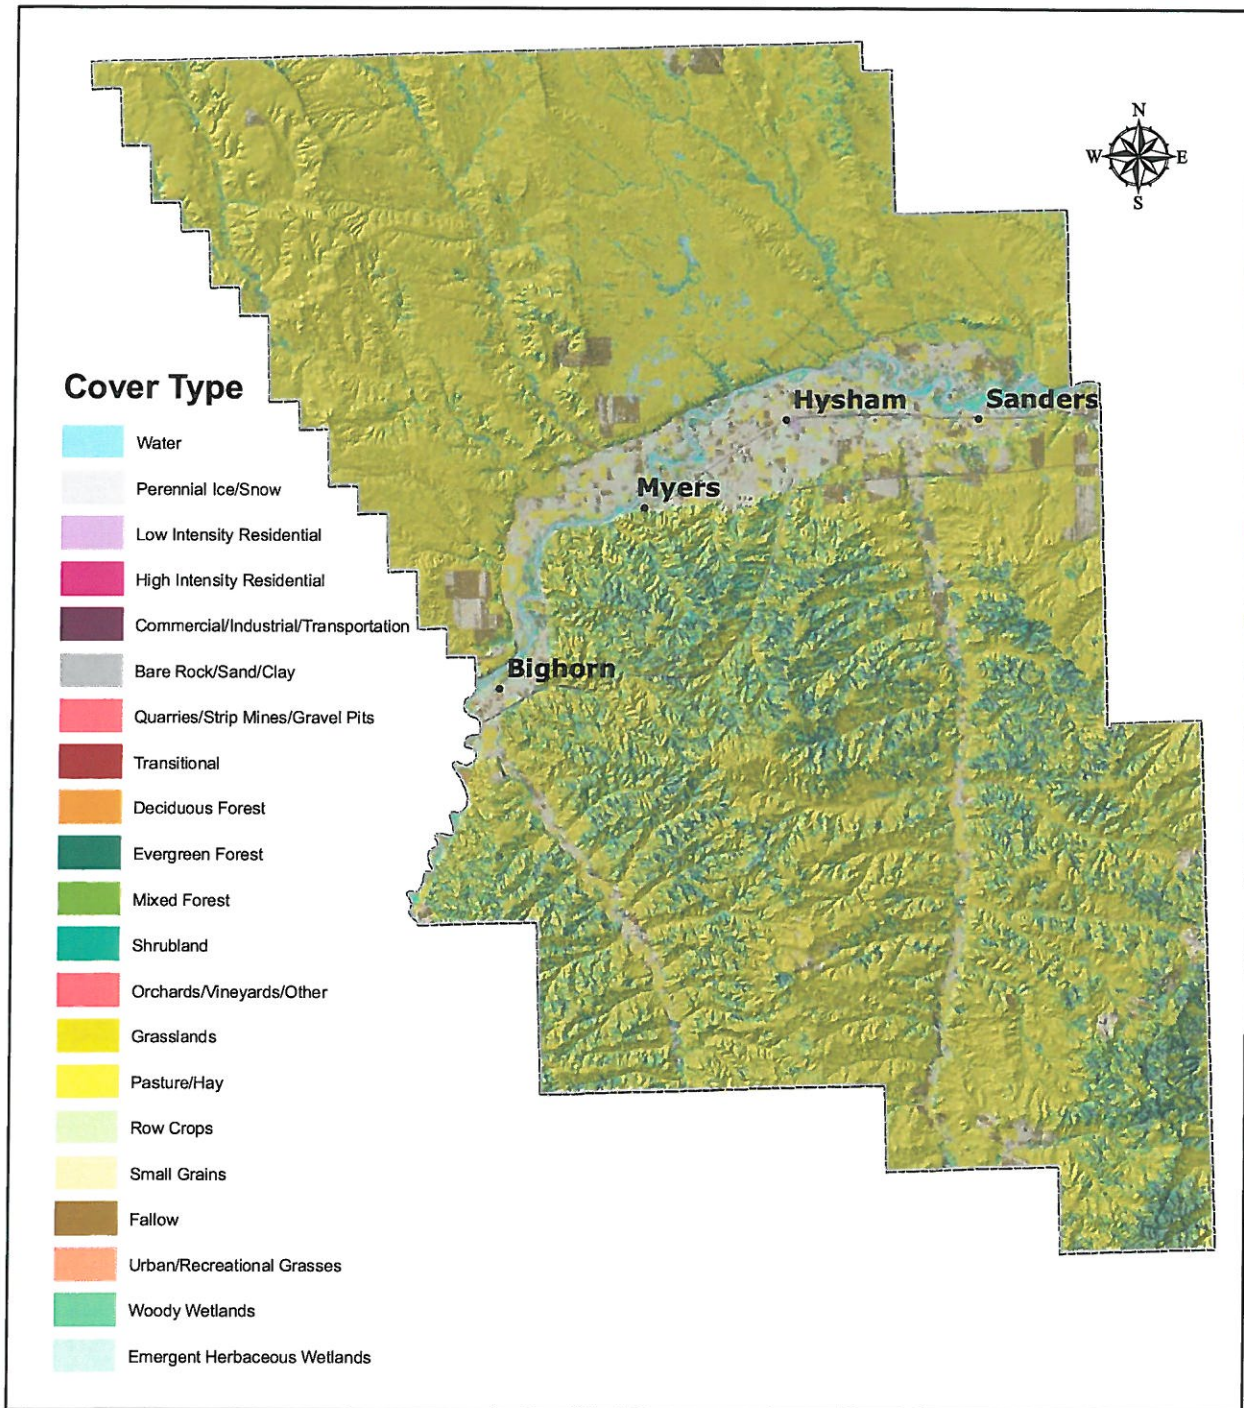 N
W E
S
Cover Type
Water
Perennial Ice/Snow
Low Intensity Residential
High Intensity Residential
Commercial/Industrial/Transportation
Bare Rock/Sand/Clay
Quarries/Strip Mines/Gravel Pits
Transitional
Deciduous Forest
Evergreen Forest
Mixed Forest
Shrubland
Orchards/Vineyards/Other
Grasslands
Pasture/Hay
Row Crops
Small Grains
Fallow
Urban/Recreational Grasses
Woody Wetlands
Emergent Herbaceous Wetlands
Hysham
Sanders
Myers
Bighorn